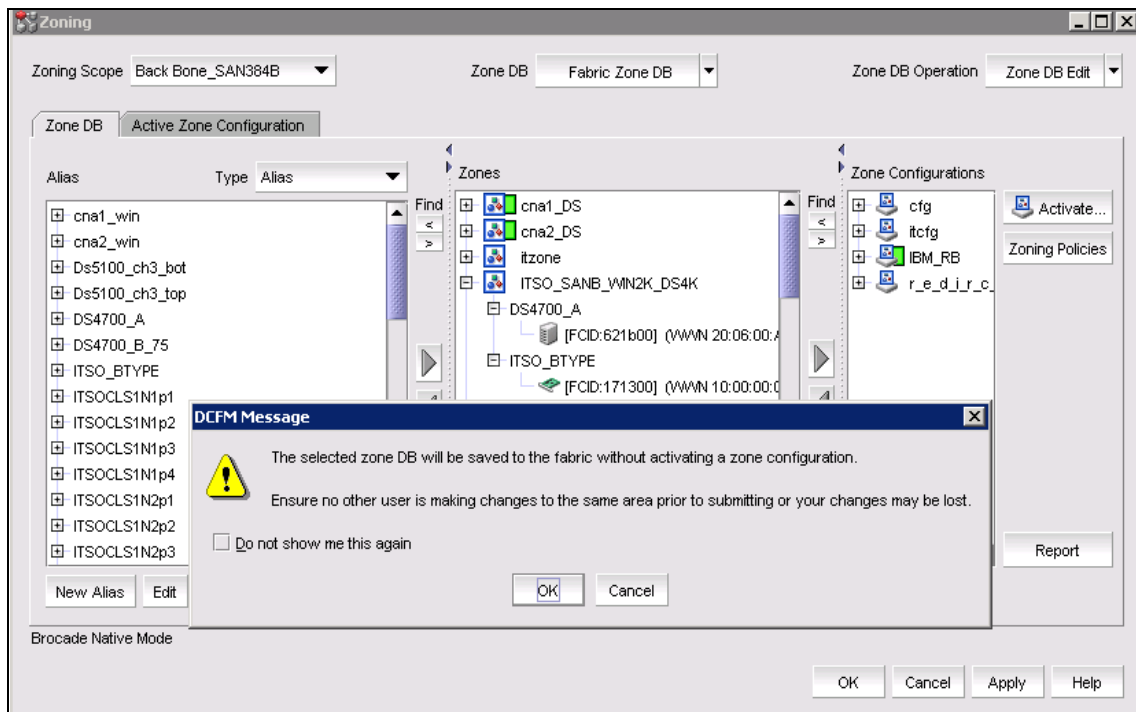 Zoning
Zoning Scope Back Bone_SAN384B Zone DB Fabric Zone DB Zone DB Operation Zone DB Edit
Zone DB Active Zone Configuration
Alias Type Alias
cna1_win
cna2_win
Ds5100_ch3_bot
Ds5100_ch3_top
DS4700_A
DS4700_B_75
ITSO_BTYPE
ITSOCLS1N1p1
ITSOCLS1N1p2
ITSOCLS1N1p3
ITSOCLS1N1p4
ITSOCLS1N2p1
ITSOCLS1N2p2
ITSOCLS1N2p3
New Alias Edit
Find
<
>
Zones
cna1_DS
cna2_DS
itzone
ITSO_SANB_WIN2K_DS4K
DS4700_A
[FCID:621b00] (WWN 20:06:00:
ITSO_BTYPE
[FCID:171300] (WWN 10:00:00:
Find
<
>
Zone Configurations
cfg
itcfg
IBM_RB
r_e_d_i_r_c_
Activate...
Zoning Policies
Report
DCFM Message
The selected zone DB will be saved to the fabric without activating a zone configuration.
Ensure no other user is making changes to the same area prior to submitting or your changes may be lost.
Do not show me this again
OK Cancel
Brocade Native Mode
OK Cancel Apply Help